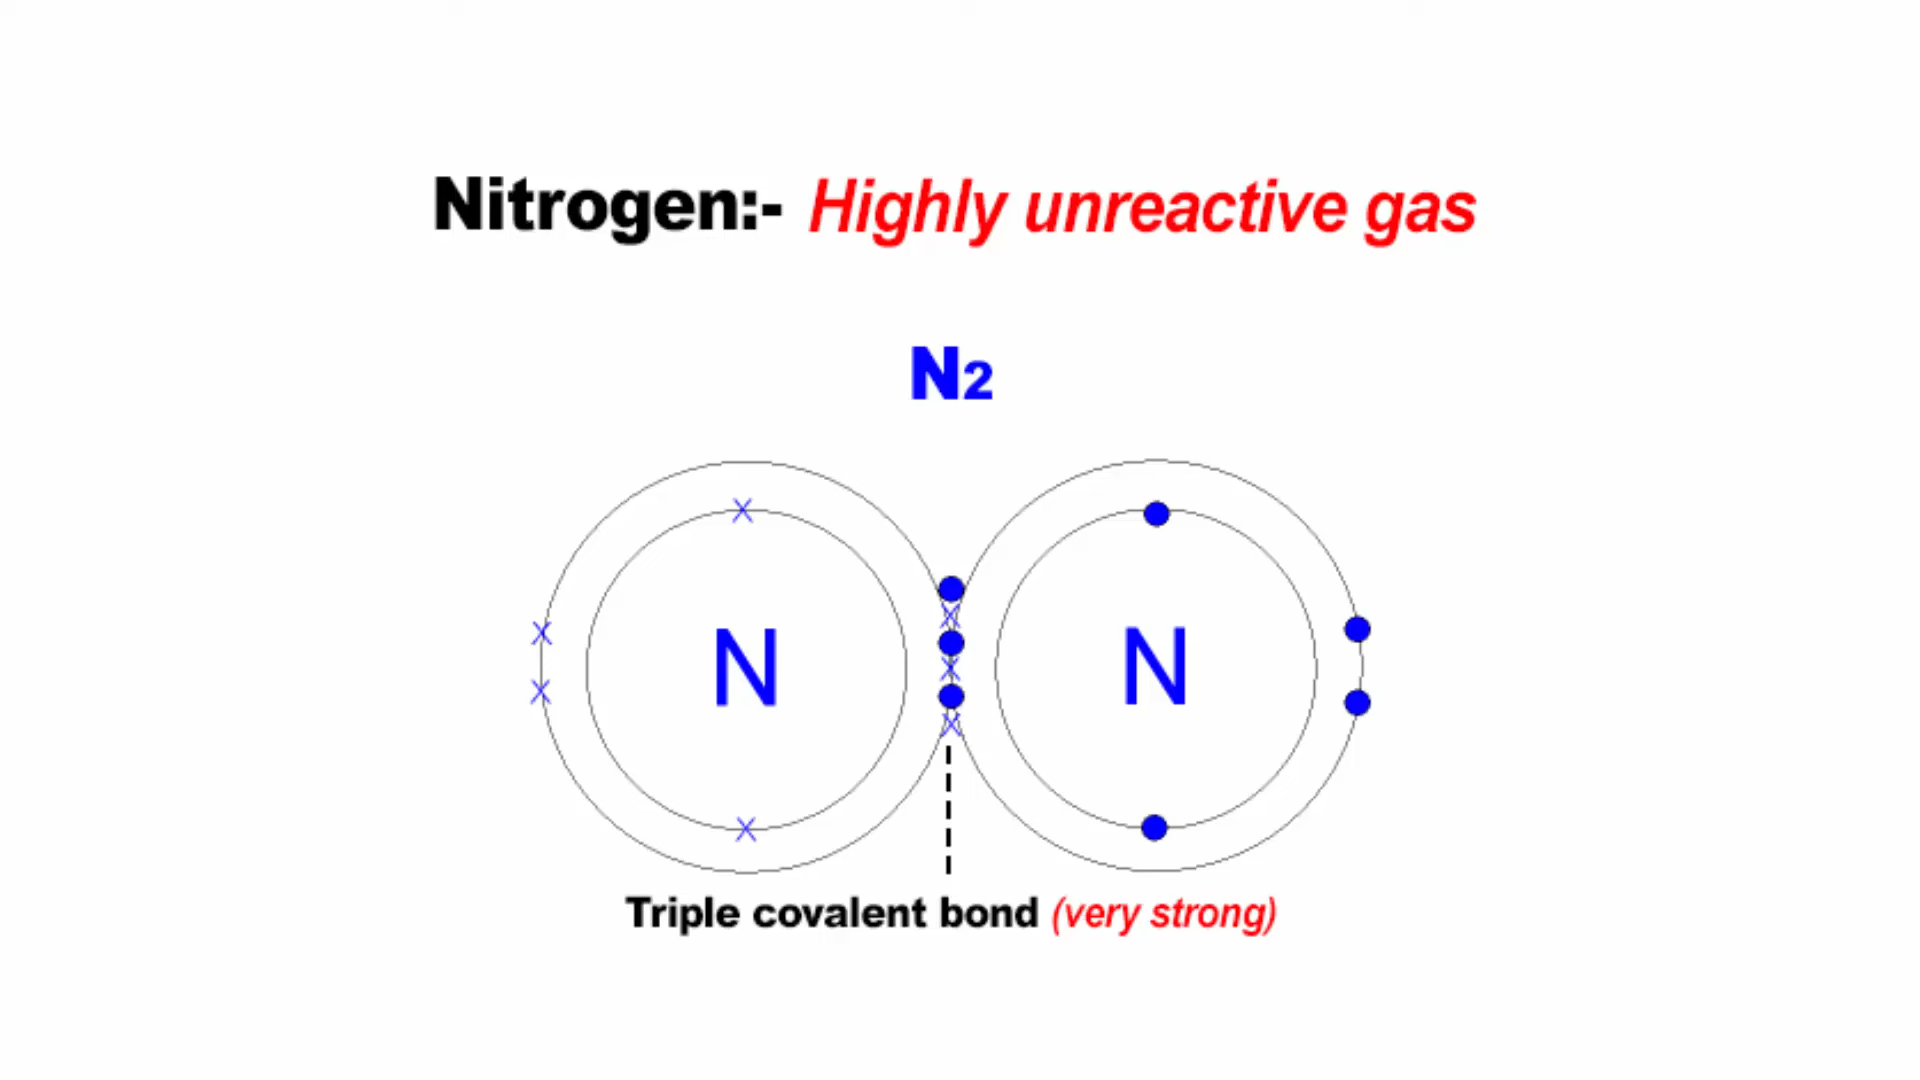 Nitrogen:- Highly unreactive gas
N2
N N
Triple covalent bond (very strong)